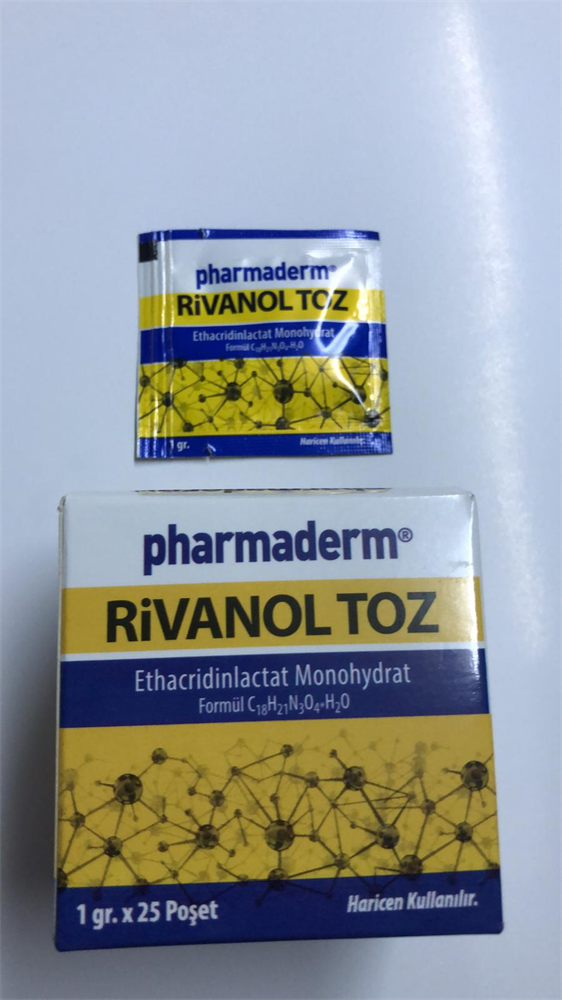 pharmaderm®
RiVANOL TOZ
Ethacridinlactat Monohydrat
Formül C₁₈H₂₁N₃O₄·H₂O
1 gr.
Haricen Kullanılır.
pharmaderm®
RiVANOL TOZ
Ethacridinlactat Monohydrat
Formül C₁₈H₂₁N₃O₄·H₂O
1 gr. x 25 Poşet
Haricen Kullanılır.